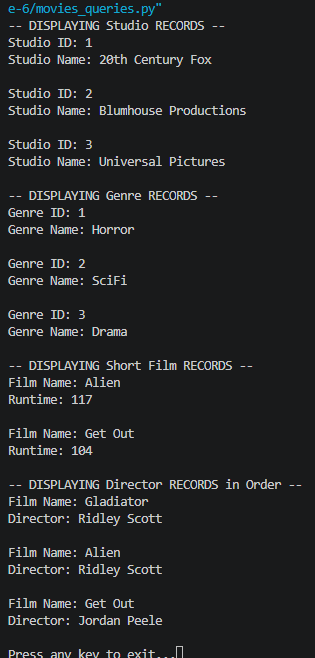 e-6/movies_queries.py"
-- DISPLAYING Studio RECORDS --
Studio ID: 1
Studio Name: 20th Century Fox
Studio ID: 2
Studio Name: Blumhouse Productions
Studio ID: 3
Studio Name: Universal Pictures
-- DISPLAYING Genre RECORDS --
Genre ID: 1
Genre Name: Horror
Genre ID: 2
Genre Name: SciFi
Genre ID: 3
Genre Name: Drama
-- DISPLAYING Short Film RECORDS --
Film Name: Alien
Runtime: 117
Film Name: Get Out
Runtime: 104
-- DISPLAYING Director RECORDS in Order --
Film Name: Gladiator
Director: Ridley Scott
Film Name: Alien
Director: Ridley Scott
Film Name: Get Out
Director: Jordan Peele
Press any key to exit...